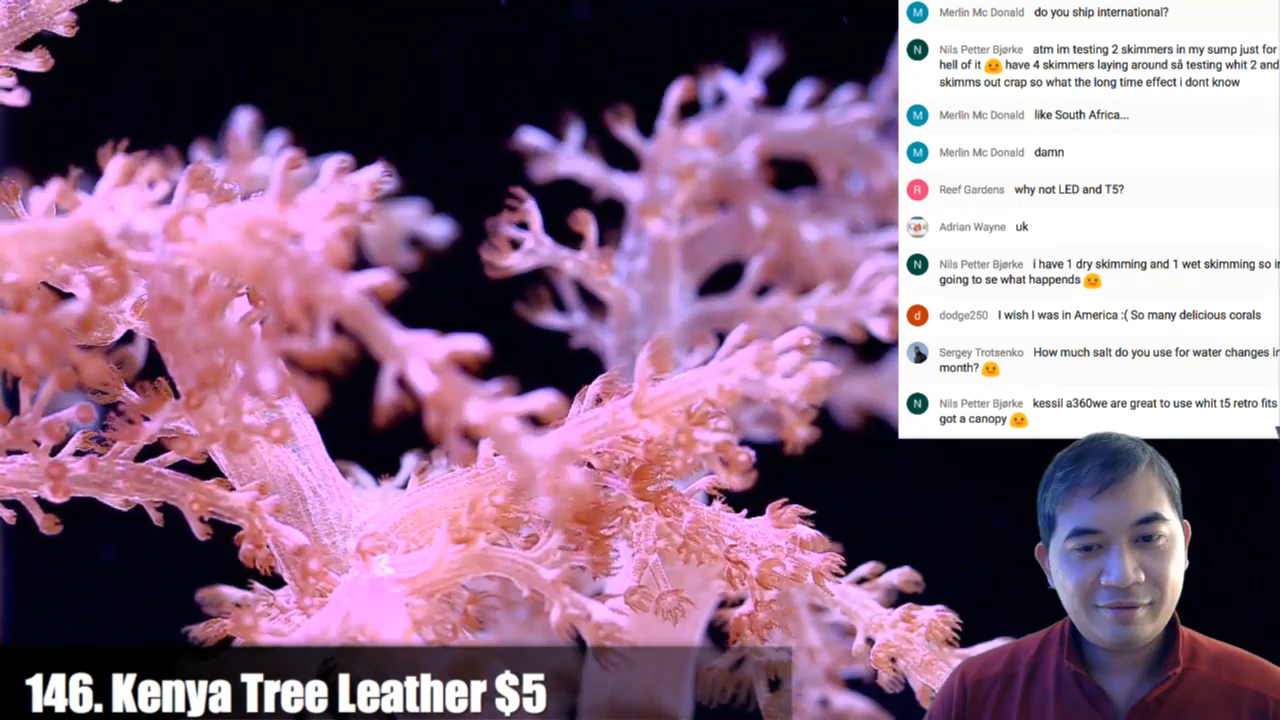 Merlin Mc Donald do you ship international?
Nils Petter Bjørke atm im testing 2 skimmers in my sump just for
hell of it have 4 skimmers laying around så testing whit 2 and
skimms out crap so what the long time effect i dont know
Merlin Mc Donald like South Africa...
Merlin Mc Donald damn
Reef Gardens why not LED and T5?
Adrian Wayne uk
Nils Petter Bjørke i have 1 dry skimming and 1 wet skimming so
going to se what happends
dodge250 I wish I was in America :( So many delicious corals
Sergey Trotsenko How much salt do you use for water changes
month?
Nils Petter Bjørke kessil a360we are great to use whit t5 retro fits
got a canopy
146. Kenya Tree Leather $5